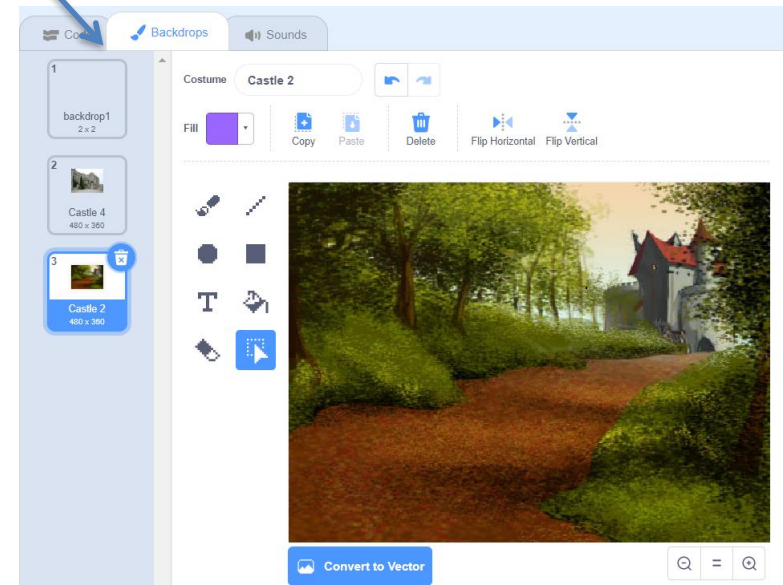 Backdrops Sounds
1
backdrop1
2 x 2
2
Castle 4
480 x 360
3
Castle 2
480 x 360
Costume Castle 2
Fill Copy Paste Delete Flip Horizontal Flip Vertical
T
Convert to Vector